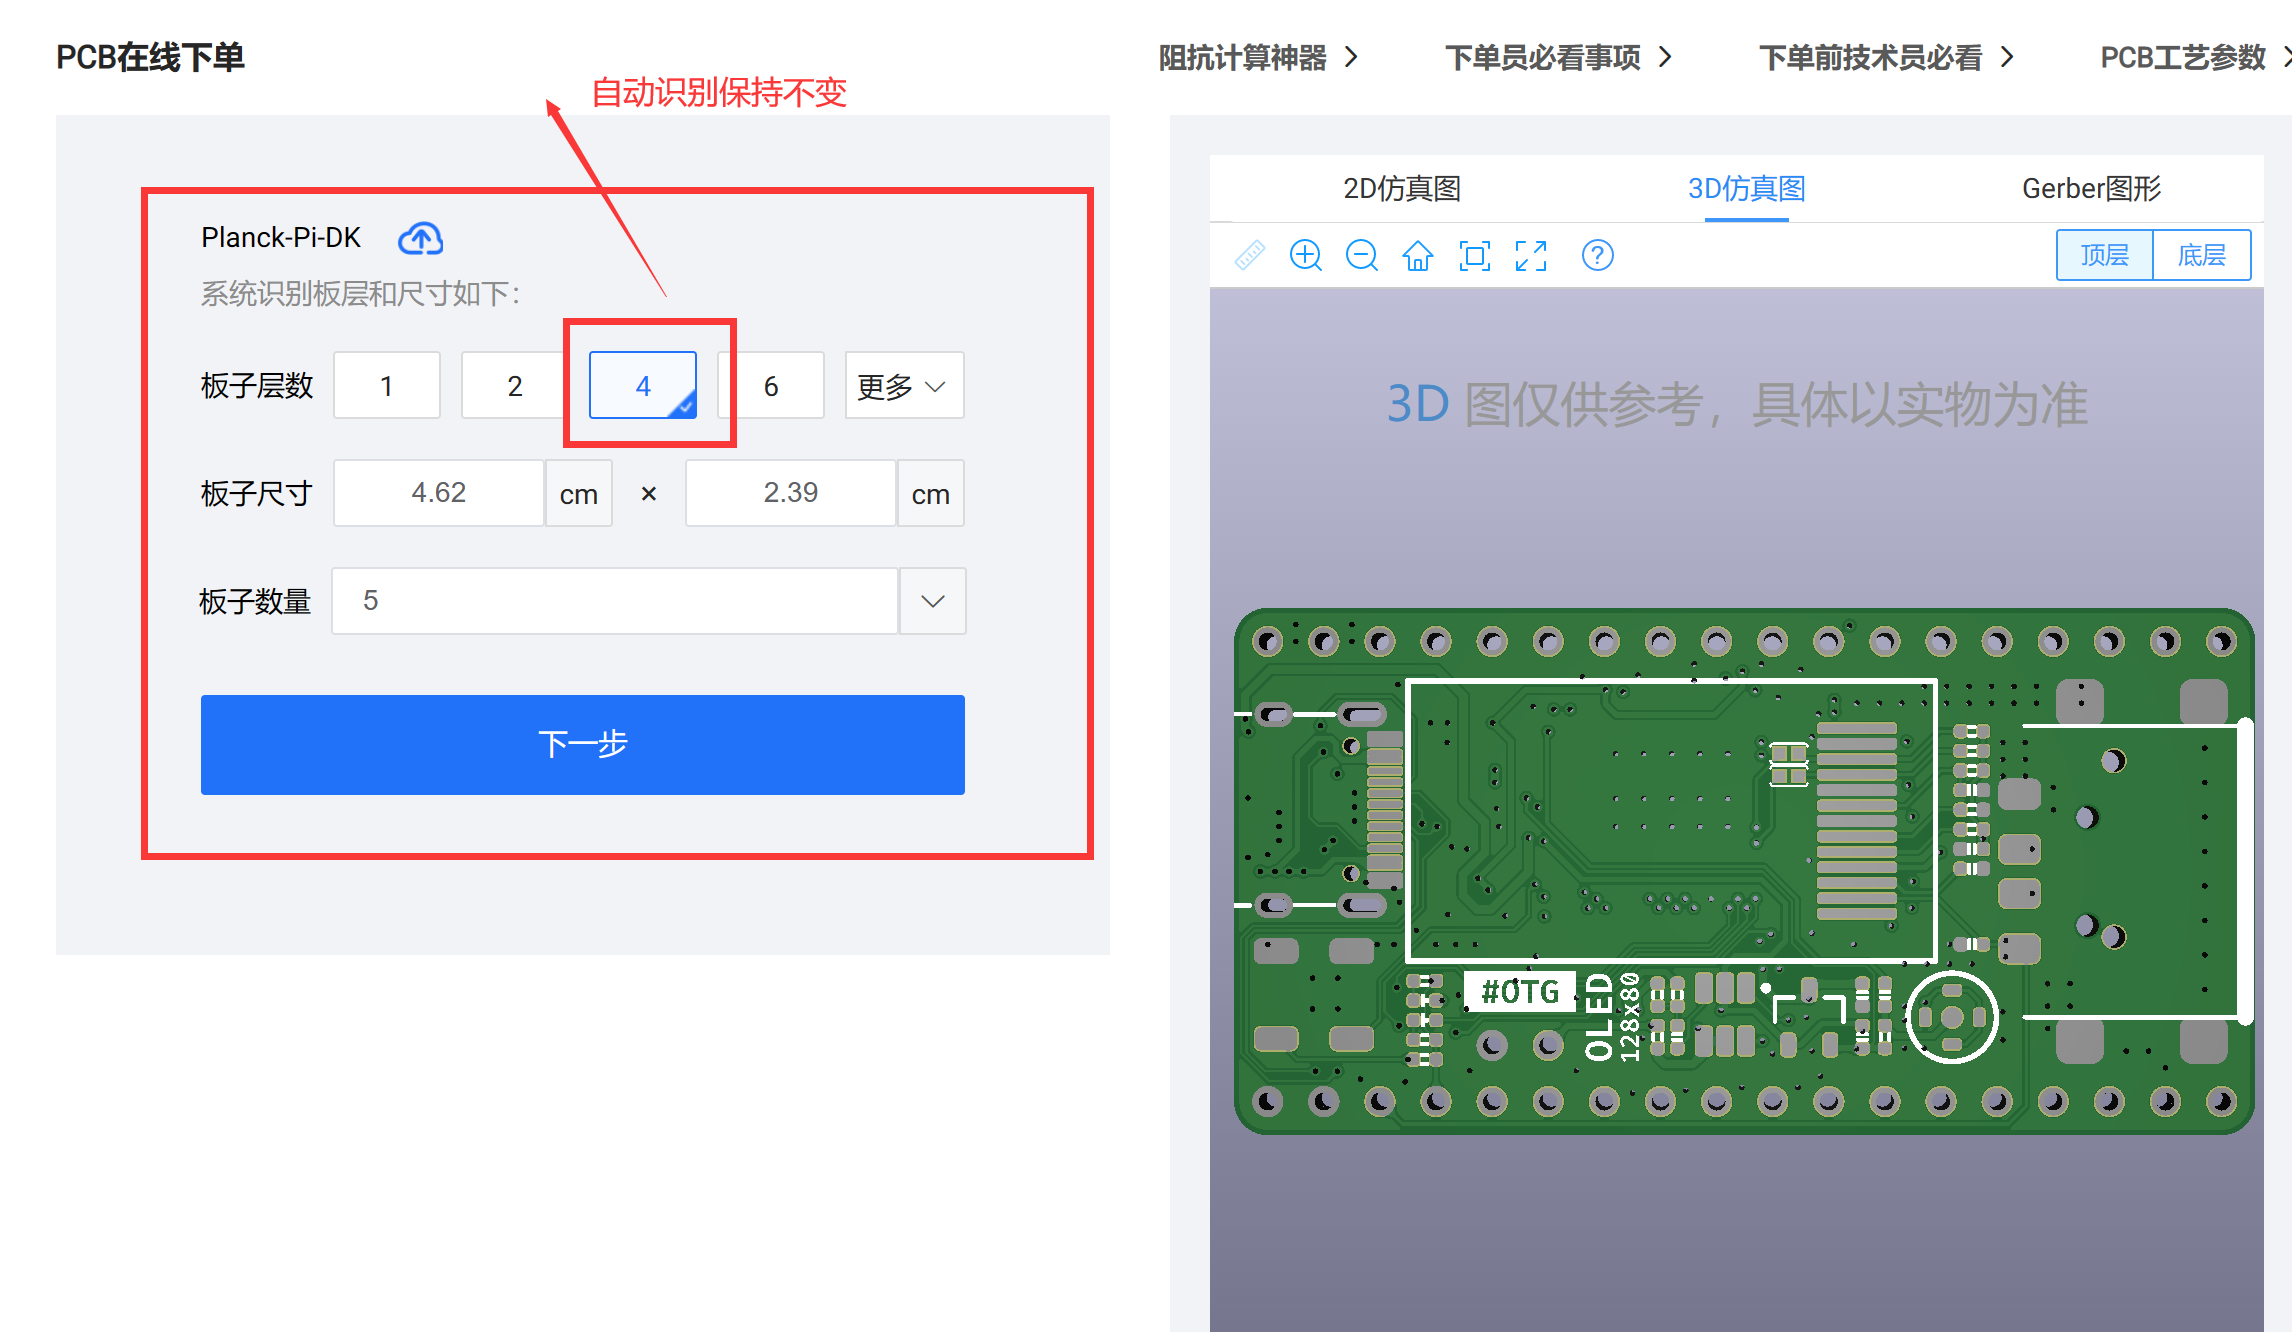 PCB在线下单
阻抗计算神器
下单员必看事项
下单前技术员必看
PCB工艺参数
自动识别保持不变
Planck-Pi-DK
系统识别板层和尺寸如下：
板子层数 1 2 4 6 更多
板子尺寸 4.62 cm × 2.39 cm
板子数量 5
下一步
2D仿真图 3D仿真图 Gerber图形
顶层 底层
3D 图仅供参考，具体以实物为准
#OTG
OLED
128x80